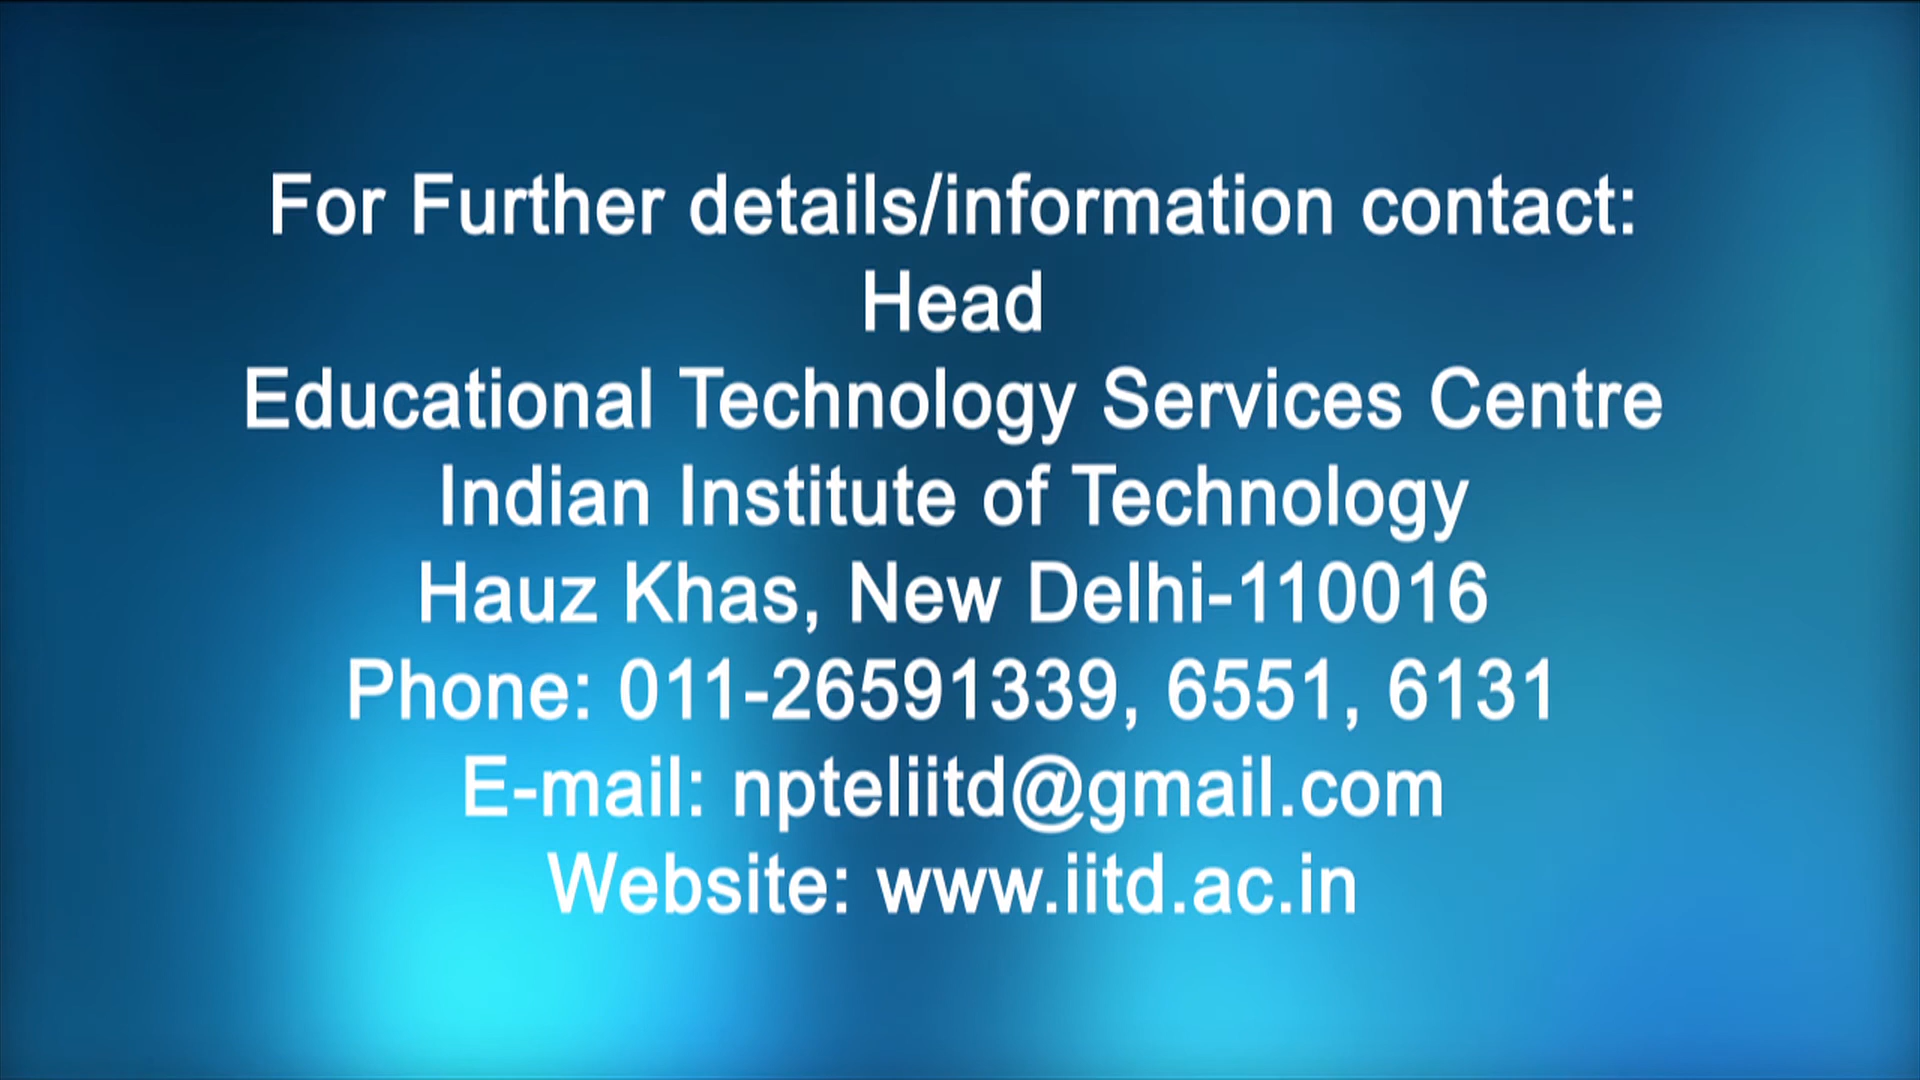 For Further details/information contact:
Head
Educational Technology Services Centre
Indian Institute of Technology
Hauz Khas, New Delhi-110016
Phone: 011-26591339, 6551, 6131
E-mail: npteliitd@gmail.com
Website: www.iitd.ac.in